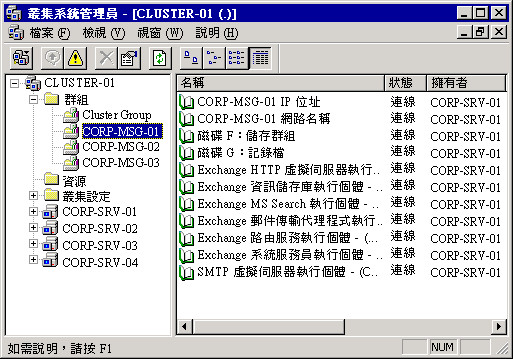 叢集系統管理員 - [CLUSTER-01 (.)]
檔案(F) 檢視(V) 視窗(W) 說明(H)
CLUSTER-01
群組
Cluster Group
CORP-MSG-01
CORP-MSG-02
CORP-MSG-03
資源
叢集設定
CORP-SRV-01
CORP-SRV-02
CORP-SRV-03
CORP-SRV-04
名稱 狀態 擁有者
CORP-MSG-01 IP 位址 連線 CORP-SRV-01
CORP-MSG-01 網路名稱 連線 CORP-SRV-01
磁碟 F：儲存群組 連線 CORP-SRV-01
磁碟 G：記錄檔 連線 CORP-SRV-01
Exchange HTTP 虛擬伺服器執行... 連線 CORP-SRV-01
Exchange 資訊儲存庫執行個體 - ... 連線 CORP-SRV-01
Exchange MS Search 執行個體 - ... 連線 CORP-SRV-01
Exchange 郵件傳輸代理程式執行... 連線 CORP-SRV-01
Exchange 路由服務執行個體 - (... 連線 CORP-SRV-01
Exchange 系統服務員執行個體 - ... 連線 CORP-SRV-01
SMTP 虛擬伺服器執行個體 - (C... 連線 CORP-SRV-01
如需說明，請按 F1 NUM